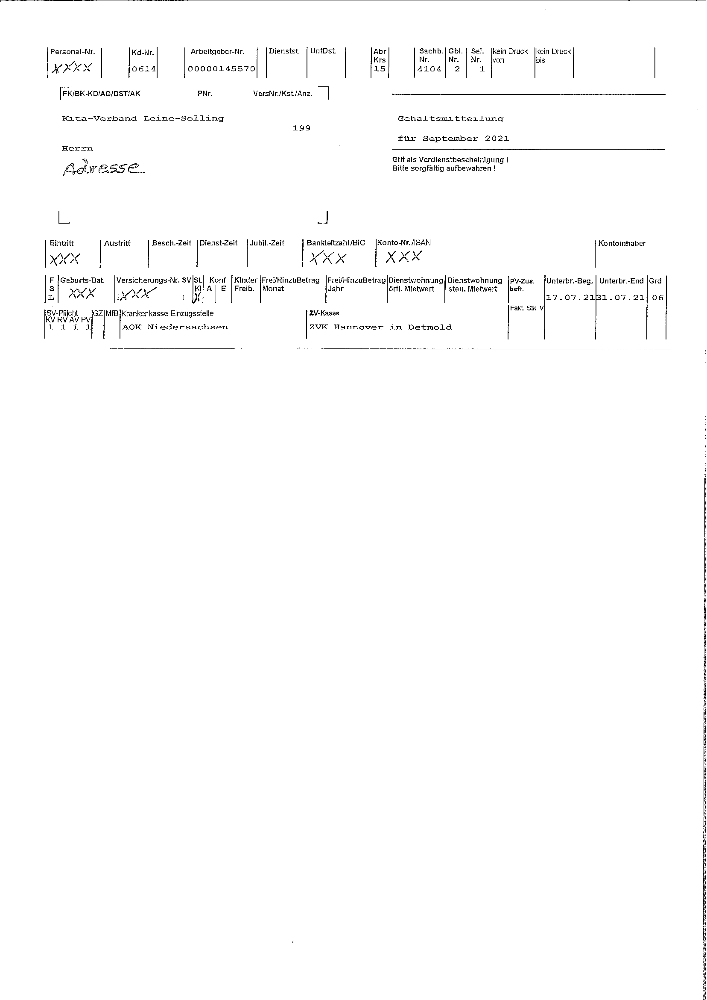 Personal-Nr. Kd-Nr. Arbeitgeber-Nr. Dienstst. UntDst. Abr Sachb. Gbl. Sei. kein Druck kein Druck
Krs Nr. Nr. Nr. von bis
XXXX 0614 00000145570 15 4104 2 1
FK/BK-KD/AG/DST/AK PNr. VersNr./Kst./Anz.
Kita-Verband Leine-Solling Gehaltsmitteilung
199
für September 2021
Herrn
Gilt als Verdienstbescheinigung !
Adresse Bitte sorgfältig aufbewahren !
Eintritt Austritt Besch.-Zeit Dienst-Zeit Jubil.-Zeit Bankleitzahl/BIC Konto-Nr./IBAN Kontoinhaber
XXX XXX XXX
F Geburts-Dat. Versicherungs-Nr. SV St. Konf Kinder Frei/HinzuBetrag Frei/HinzuBetrag Dienstwohnung Dienstwohnung PV-Zus. Unterbr.-Beg. Unterbr.-End Grd
S Kl A E Freib. Monat Jahr örtl. Mietwert steu. Mietwert befr.
L XXX XXX X 17.07.21 31.07.21 06
Fakt. Stk IV
SV-Pflicht GZ MfB Krankenkasse Einzugsstelle ZV-Kasse
KV RV AV PV
1 1 1 1 AOK Niedersachsen ZVK Hannover in Detmold